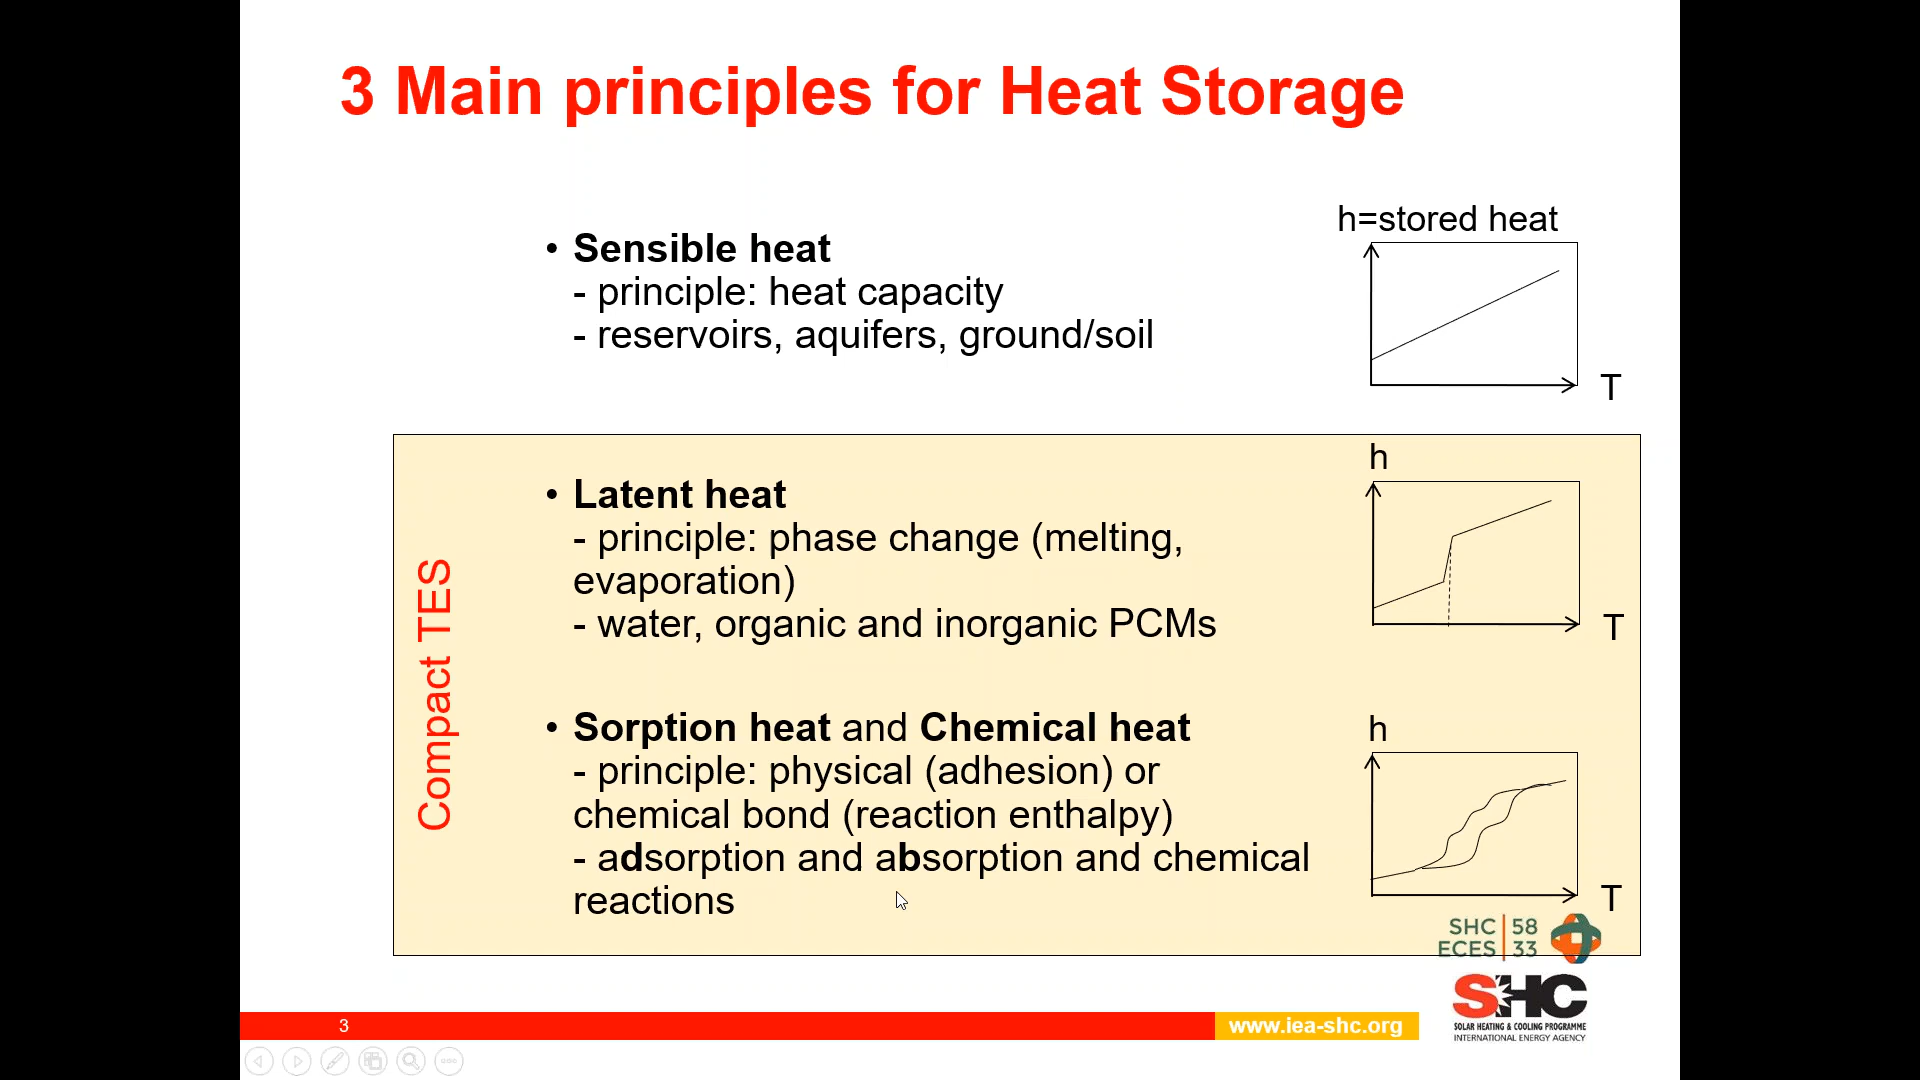 3 Main principles for Heat Storage
h=stored heat
• Sensible heat
- principle: heat capacity
- reservoirs, aquifers, ground/soil
T
h
• Latent heat
- principle: phase change (melting,
evaporation)
- water, organic and inorganic PCMs
T
Compact TES
• Sorption heat and Chemical heat
- principle: physical (adhesion) or
chemical bond (reaction enthalpy)
- adsorption and absorption and chemical
reactions
h
T
SHC 58
ECES 33
SHC
SOLAR HEATING & COOLING PROGRAMME
INTERNATIONAL ENERGY AGENCY
3
www.iea-shc.org